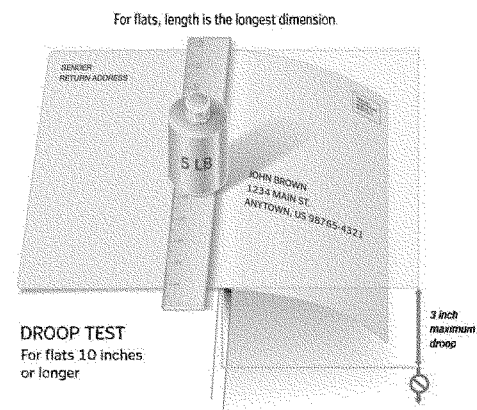 For flats, length is the longest dimension.
SENDER
RETURN ADDRESS
5 LB
JOHN BROWN
1234 MAIN ST
ANYTOWN, US 98765-4321
DROOP TEST
For flats 10 inches
or longer
3 inch
maximum
droop